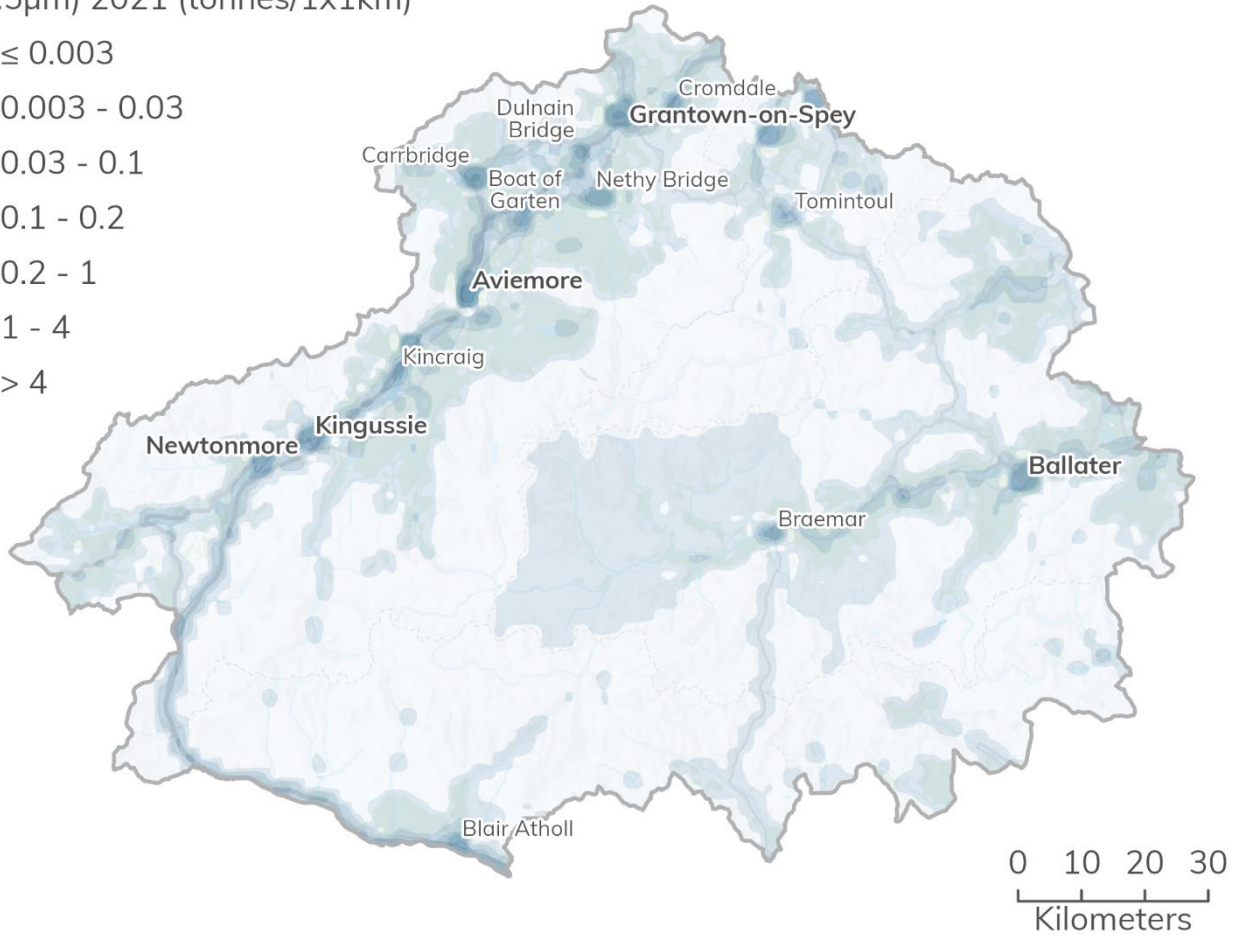 .5µm) 2021 (tonnes/1x1km)
≤ 0.003
0.003 - 0.03
0.03 - 0.1
0.1 - 0.2
0.2 - 1
1 - 4
> 4
Cromdale
Dulnain
Bridge
Grantown-on-Spey
Carrbridge
Boat of
Garten
Nethy Bridge
Tomintoul
Aviemore
Kincraig
Kingussie
Newtonmore
Ballater
Braemar
Blair Atholl
0 10 20 30
Kilometers